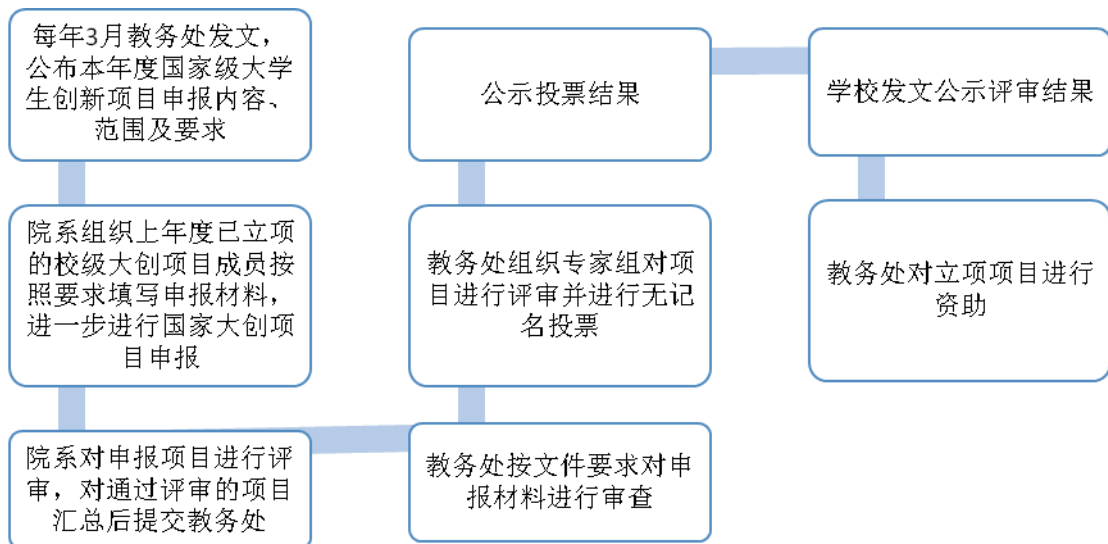 每年3月教务处发文，
公布本年度国家级大学
生创新项目申报内容、
范围及要求
院系组织上年度已立项
的校级大创项目成员按
照要求填写申报材料，
进一步进行国家大创项
目申报
院系对申报项目进行评
审，对通过评审的项目
汇总后提交教务处
教务处按文件要求对申
报材料进行审查
教务处组织专家组对项
目进行评审并进行无记
名投票
公示投票结果
学校发文公示评审结果
教务处对立项项目进行
资助